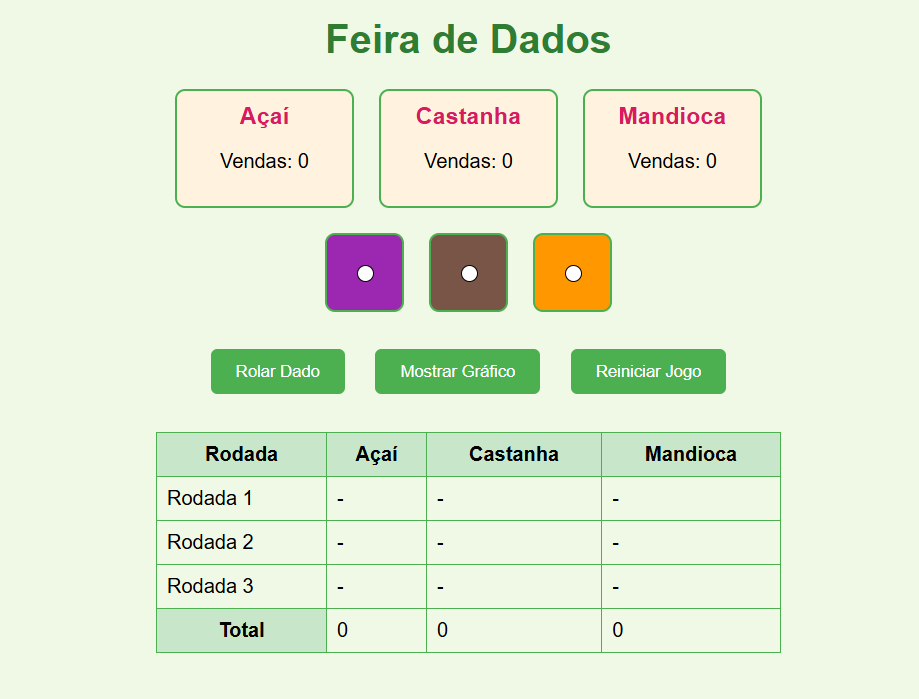 Feira de Dados
Açaí Castanha Mandioca
Vendas: 0 Vendas: 0 Vendas: 0
Rolar Dado Mostrar Gráfico Reiniciar Jogo
Rodada Açaí Castanha Mandioca
Rodada 1 - - -
Rodada 2 - - -
Rodada 3 - - -
Total 0 0 0